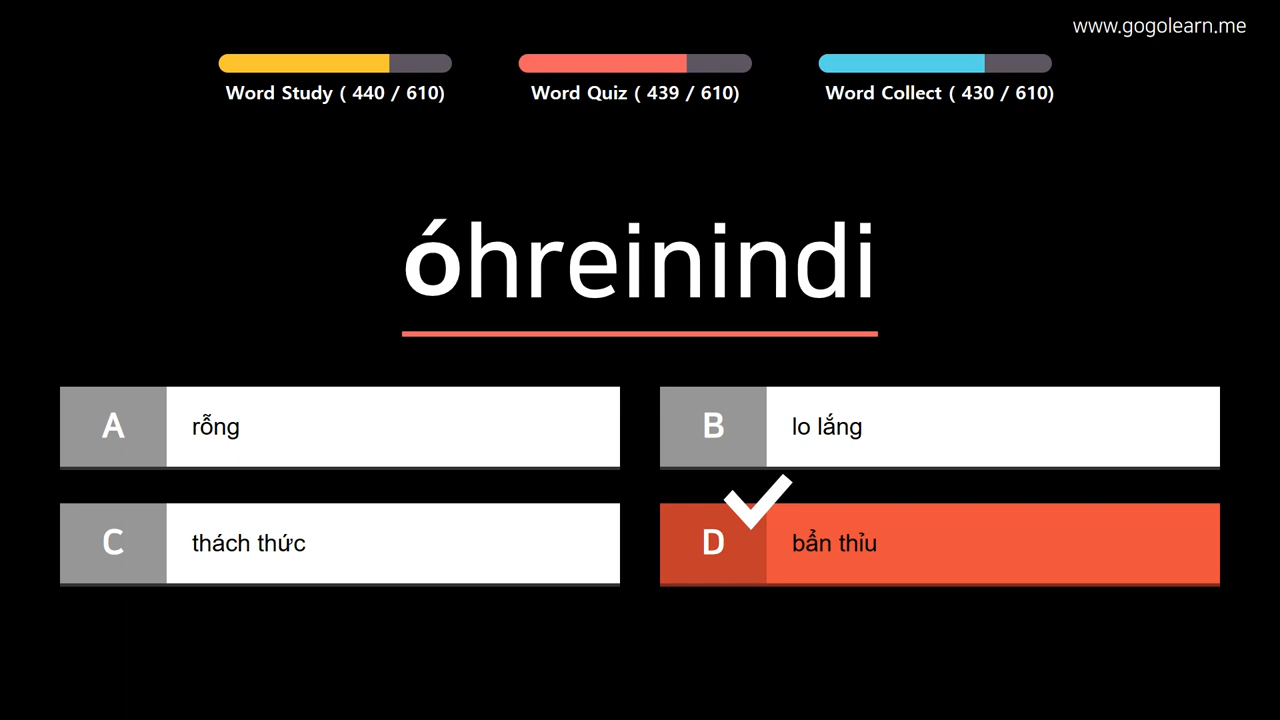 www.gogolearn.me
Word Study ( 440 / 610)
Word Quiz ( 439 / 610)
Word Collect ( 430 / 610)
óhreinindi
A rỗng
B lo lắng
C thách thức
D bẩn thỉu